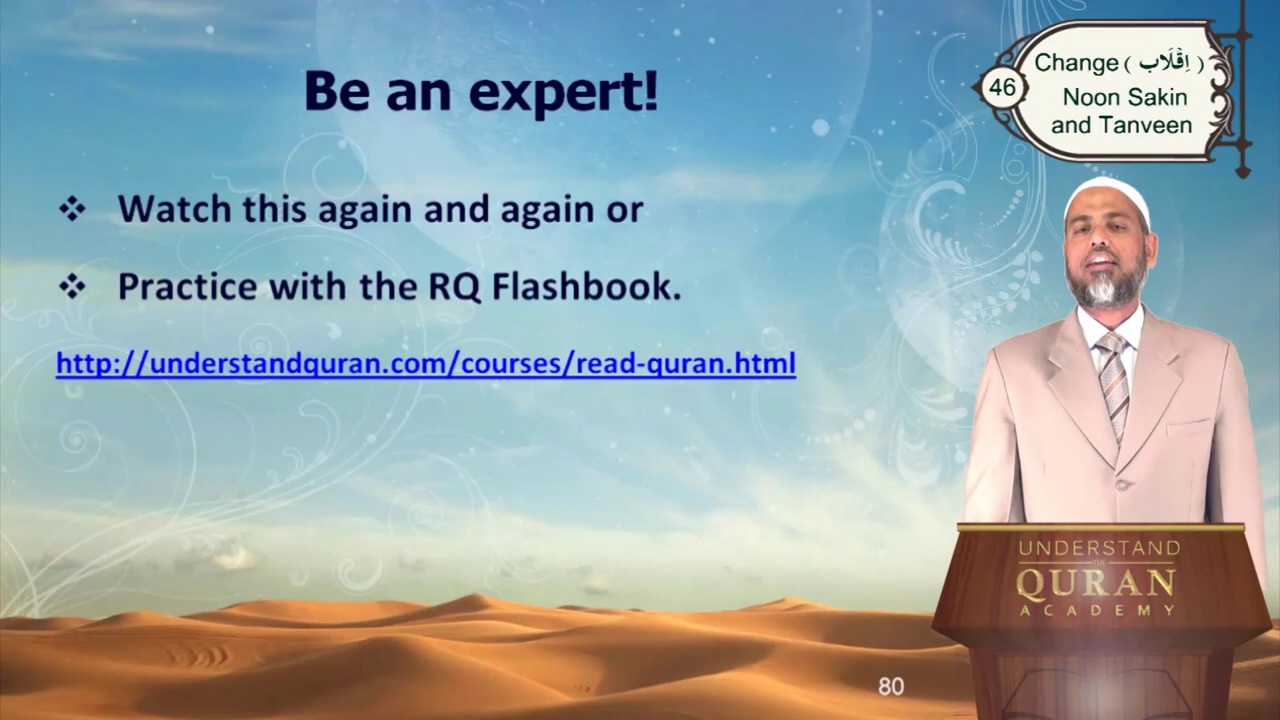 Be an expert!
❖ Watch this again and again or
❖ Practice with the RQ Flashbook.
http://understandquran.com/courses/read-quran.html
46
Change ( اِقْلَاب )
Noon Sakin
and Tanveen
UNDERSTAND
THE
QURAN
ACADEMY
80